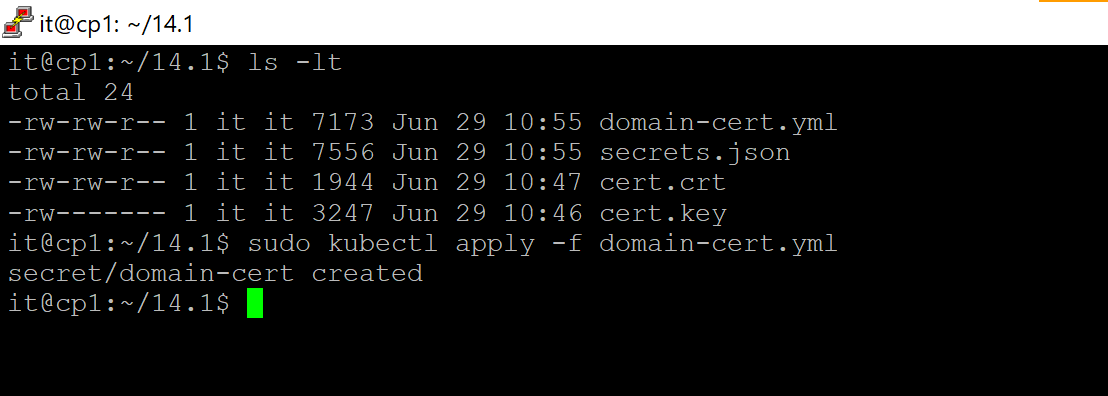 it@cp1: ~/14.1
it@cp1:~/14.1$ ls -lt
total 24
-rw-rw-r-- 1 it it 7173 Jun 29 10:55 domain-cert.yml
-rw-rw-r-- 1 it it 7556 Jun 29 10:55 secrets.json
-rw-rw-r-- 1 it it 1944 Jun 29 10:47 cert.crt
-rw------- 1 it it 3247 Jun 29 10:46 cert.key
it@cp1:~/14.1$ sudo kubectl apply -f domain-cert.yml
secret/domain-cert created
it@cp1:~/14.1$